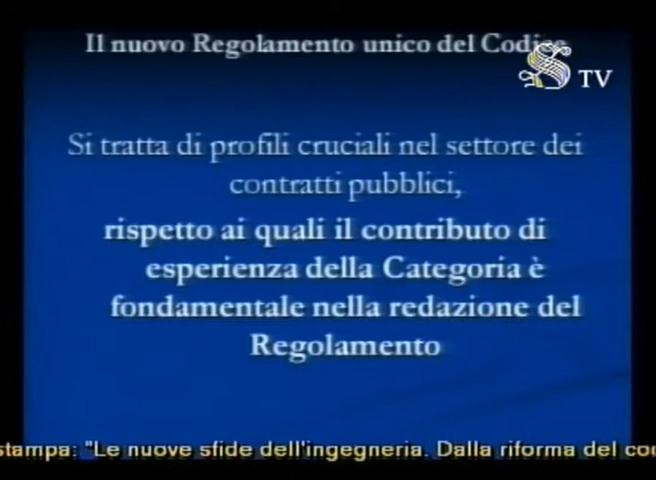 Il nuovo Regolamento unico del Codice
TV
Si tratta di profili cruciali nel settore dei
contratti pubblici,
rispetto ai quali il contributo di
esperienza della Categoria è
fondamentale nella redazione del
Regolamento
stampa: "Le nuove sfide dell'ingegneria. Dalla riforma del